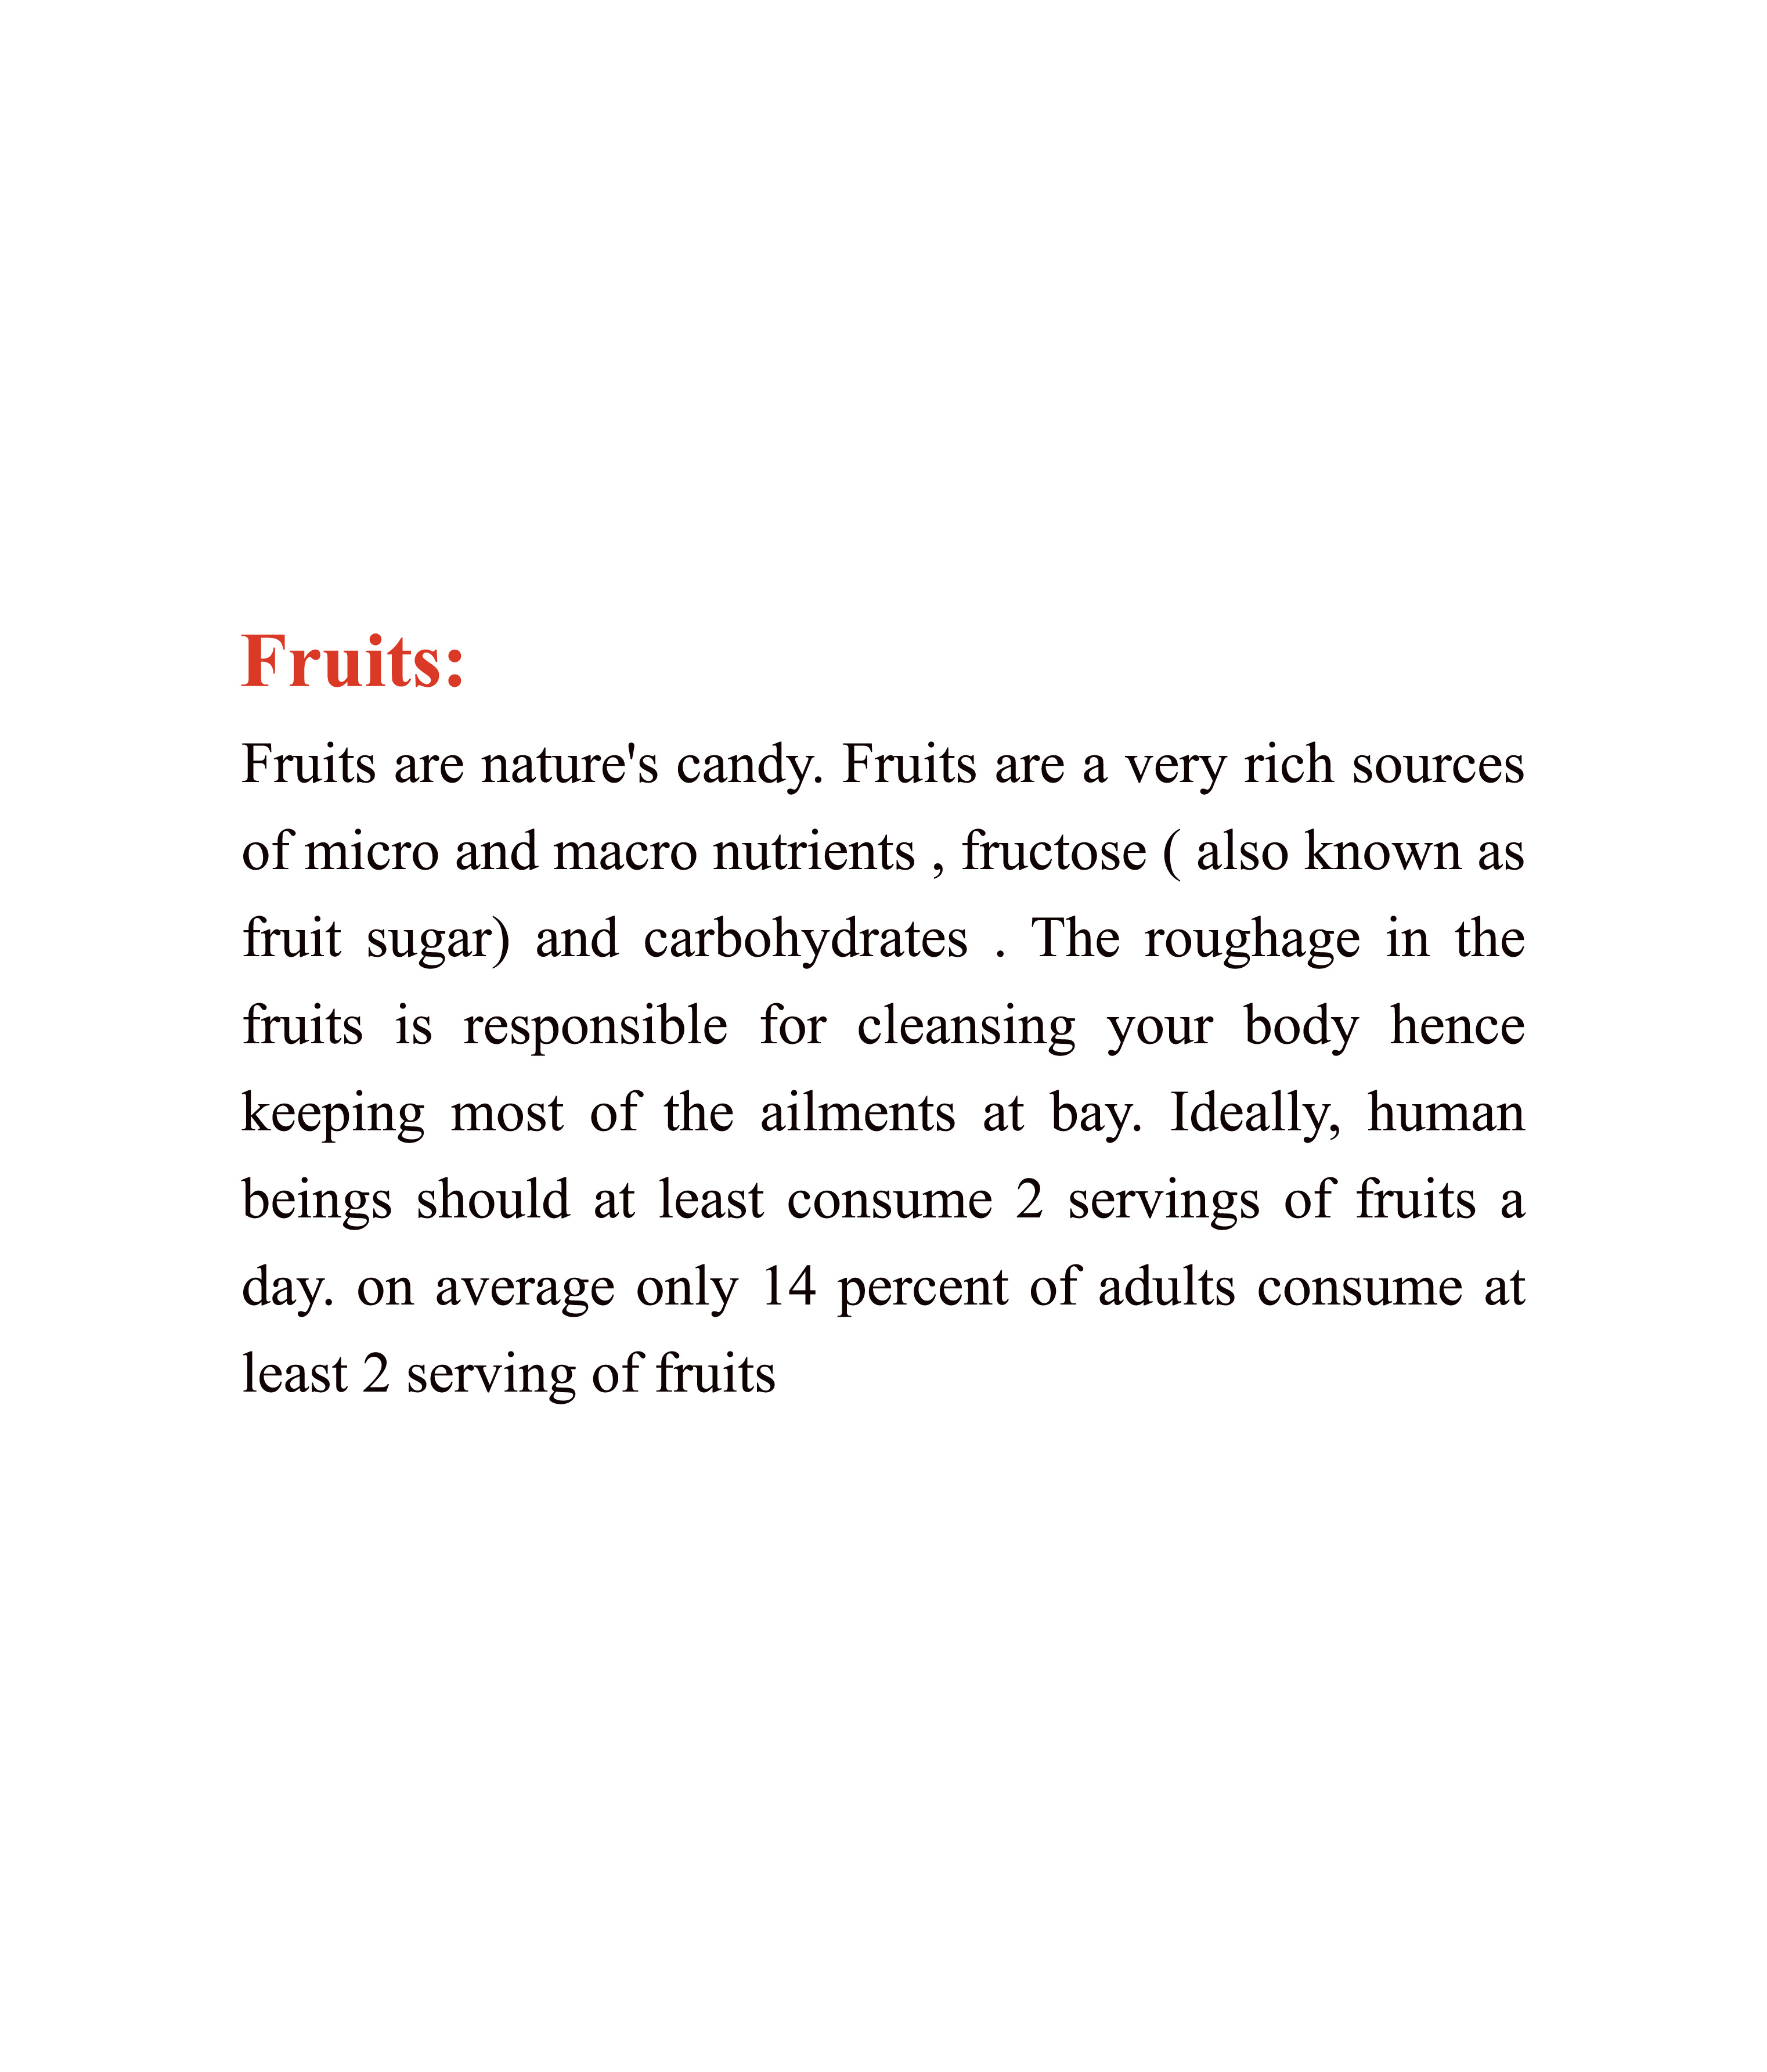 Fruits:
Fruits are nature's candy. Fruits are a very rich sources
of micro and macro nutrients , fructose ( also known as
fruit sugar) and carbohydrates . The roughage in the
fruits is responsible for cleansing your body hence
keeping most of the ailments at bay. Ideally, human
beings should at least consume 2 servings of fruits a
day. on average only 14 percent of adults consume at
least 2 serving of fruits